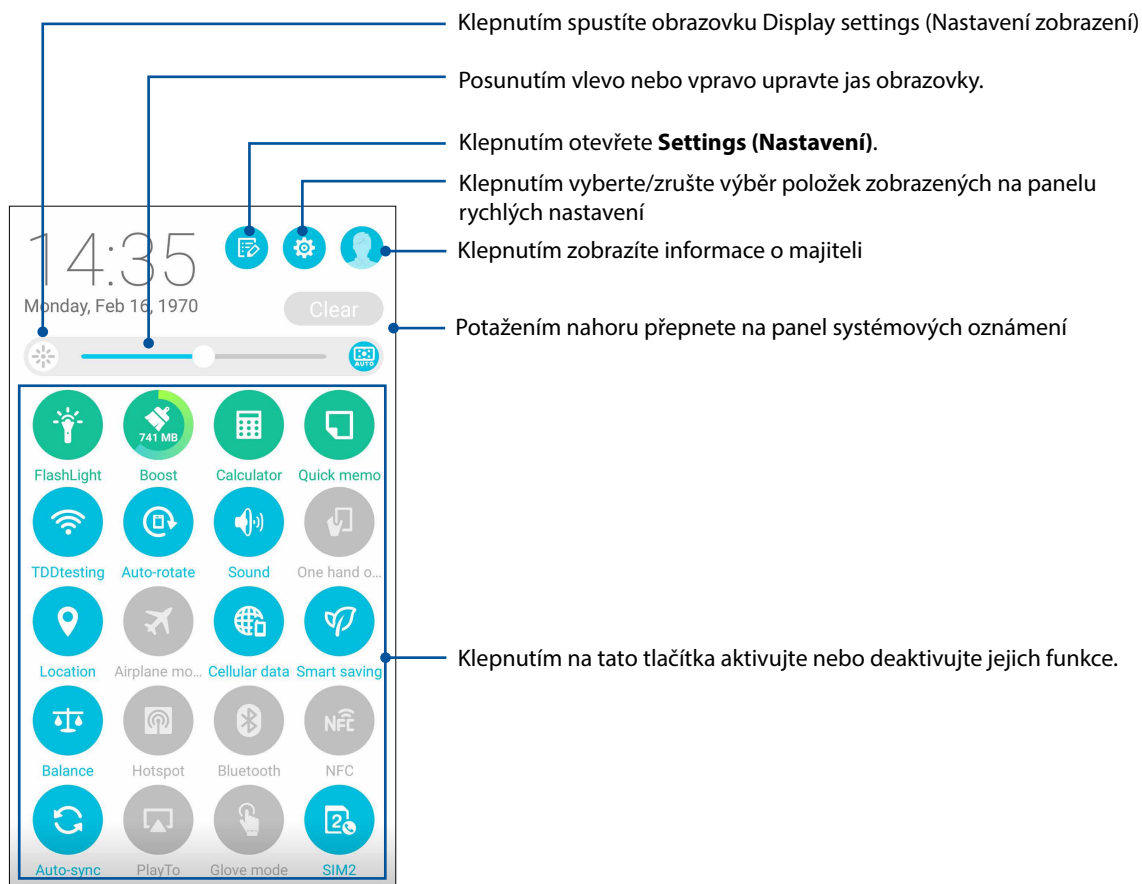 Klepnutím spustíte obrazovku Display settings (Nastavení zobrazení)
Posunutím vlevo nebo vpravo upravte jas obrazovky.
Klepnutím otevřete Settings (Nastavení).
Klepnutím vyberte/zrušte výběr položek zobrazených na panelu
rychlých nastavení
Klepnutím zobrazíte informace o majiteli
Potažením nahoru přepnete na panel systémových oznámení
Klepnutím na tato tlačítka aktivujte nebo deaktivujte jejich funkce.
14:35
Monday, Feb 16, 1970
Clear
AUTO
741 MB
FlashLight Boost Calculator Quick memo
TDDtesting Auto-rotate Sound One hand o...
Location Airplane mo... Cellular data Smart saving
NFC
Balance Hotspot Bluetooth NFC
2
Auto-sync PlayTo Glove mode SIM2